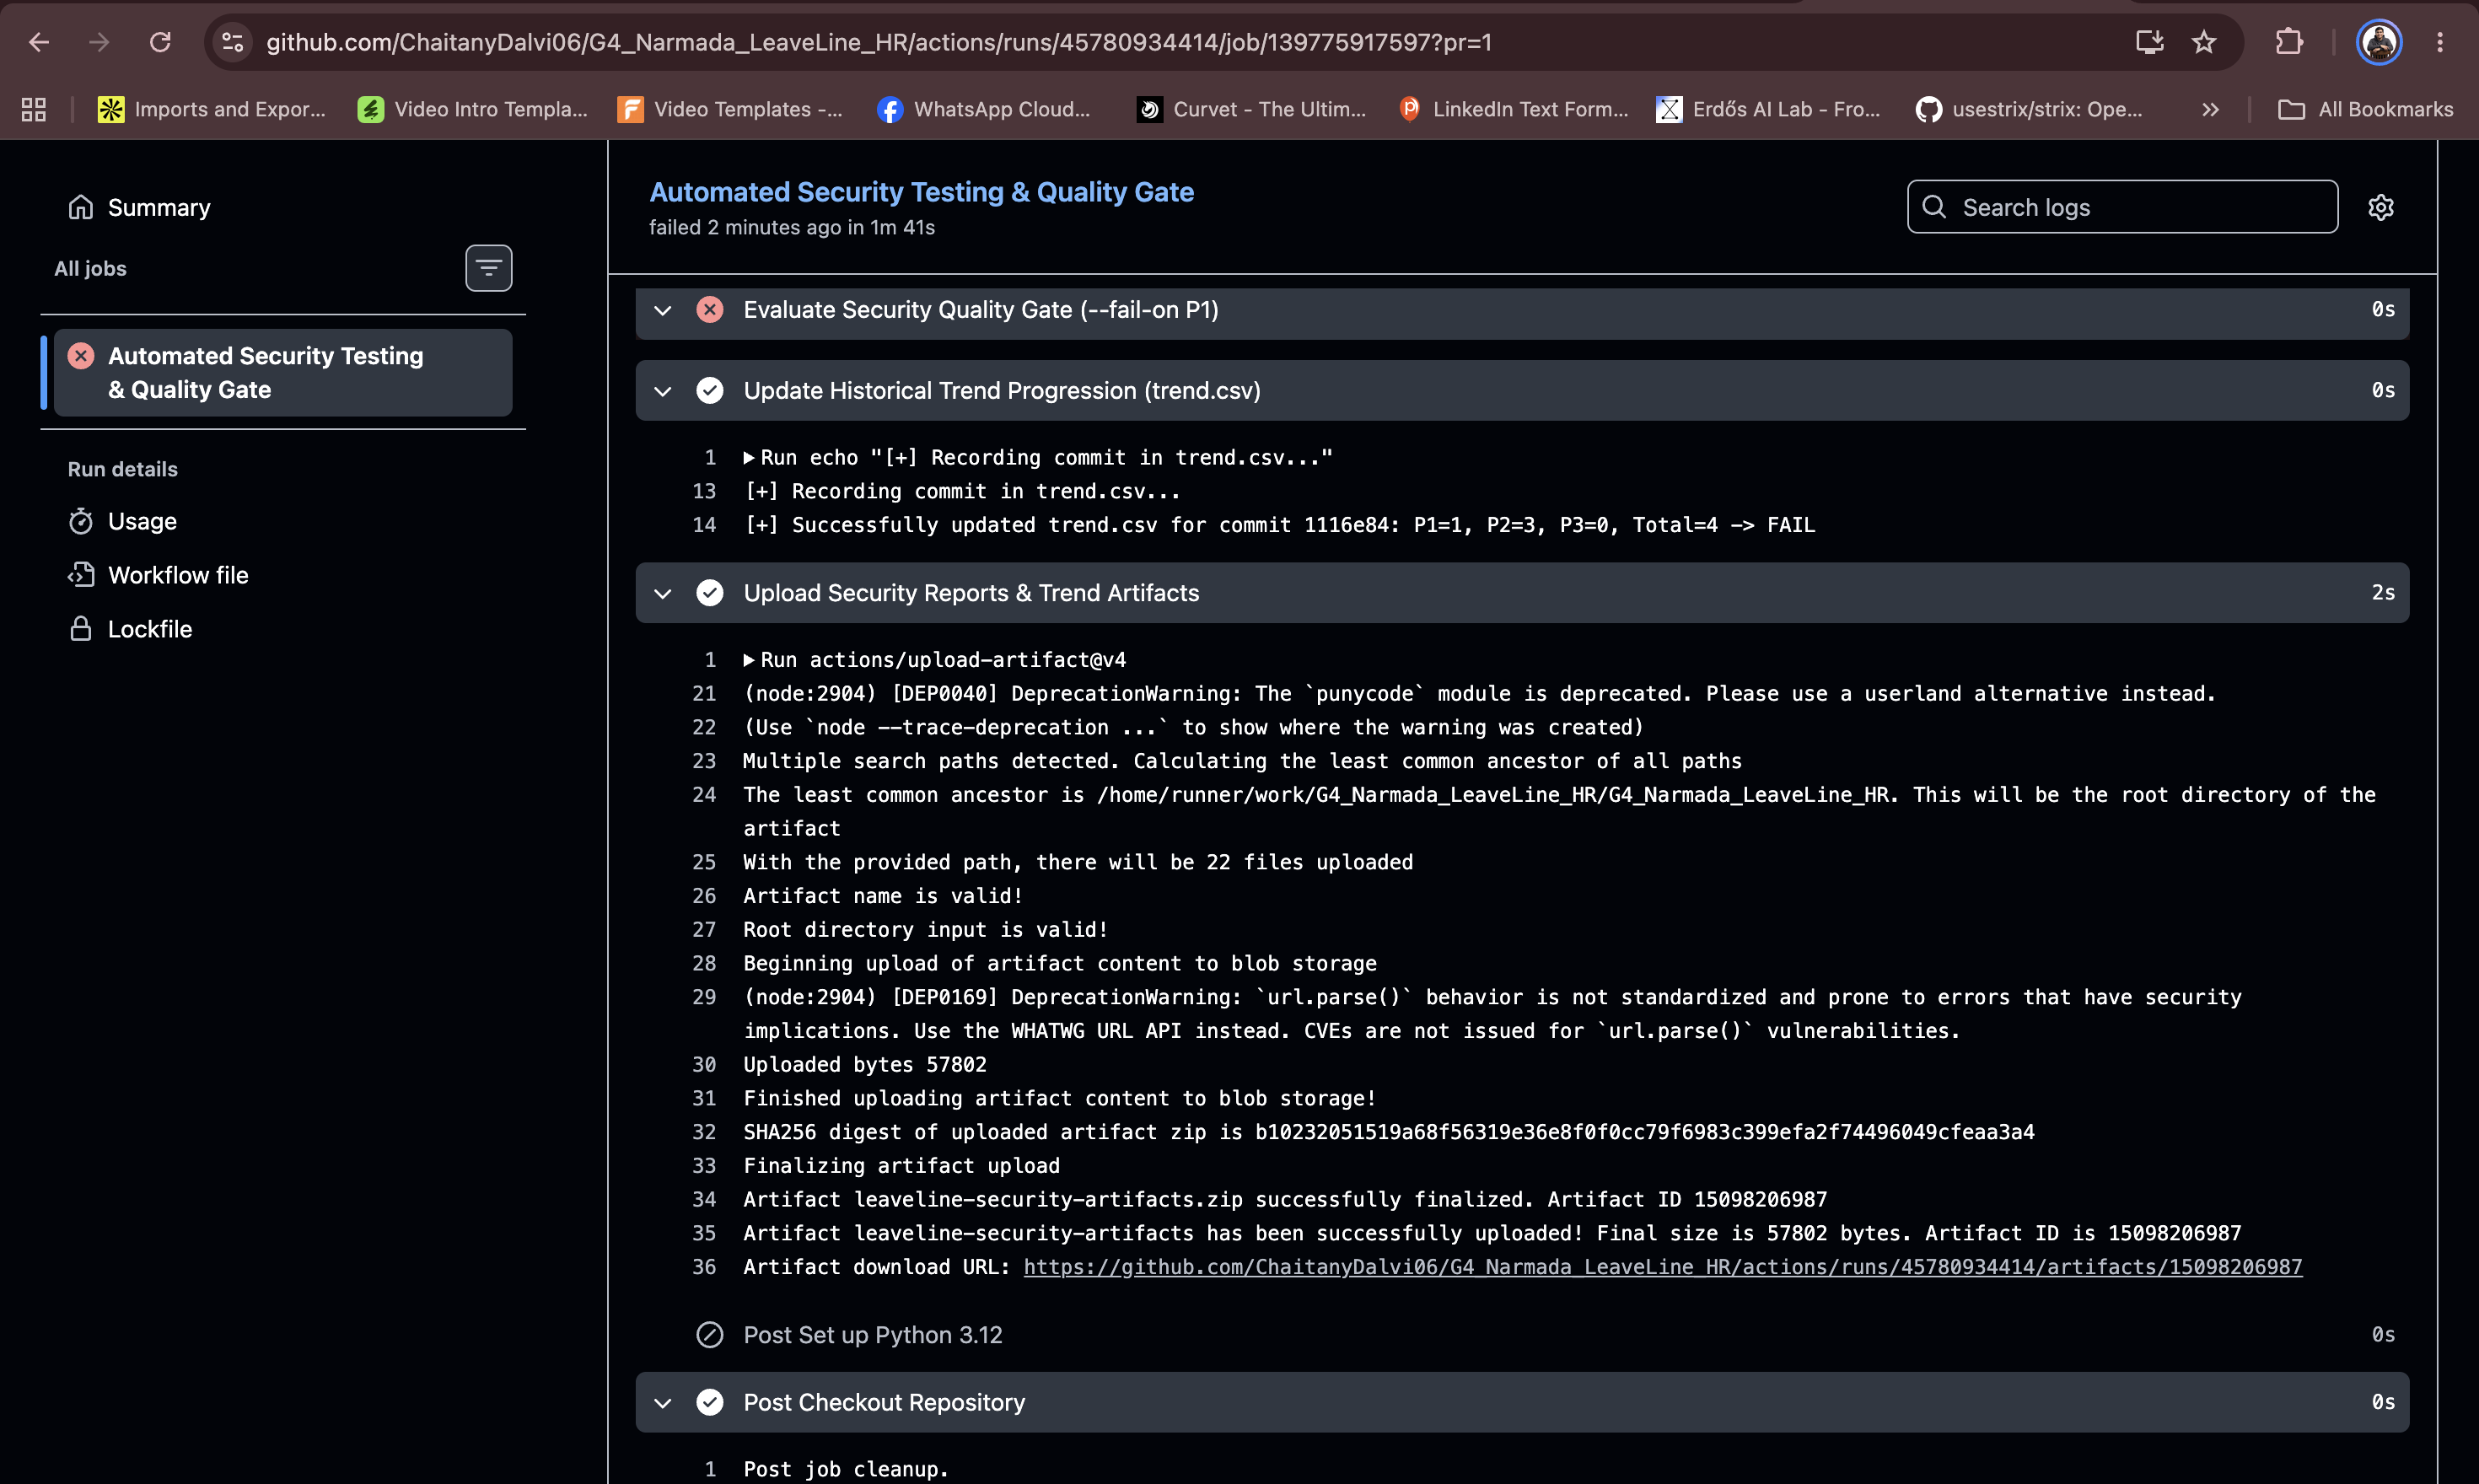 github.com/ChaitanyDalvi06/G4_Narmada_LeaveLine_HR/actions/runs/45780934414/job/139775917597?pr=1
Imports and Expor...
Video Intro Templa...
Video Templates -...
WhatsApp Cloud...
Curvet - The Ultim...
LinkedIn Text Form...
Erdős AI Lab - Fro...
usestrix/strix: Ope...
All Bookmarks
Summary
All jobs
Automated Security Testing
& Quality Gate
Run details
Usage
Workflow file
Lockfile
Automated Security Testing & Quality Gate
failed 2 minutes ago in 1m 41s
Search logs
Evaluate Security Quality Gate (--fail-on P1) 0s
Update Historical Trend Progression (trend.csv) 0s
1 Run echo "[+] Recording commit in trend.csv..."
13 [+] Recording commit in trend.csv...
14 [+] Successfully updated trend.csv for commit 1116e84: P1=1, P2=3, P3=0, Total=4 -> FAIL
Upload Security Reports & Trend Artifacts 2s
1 Run actions/upload-artifact@v4
21 (node:2904) [DEP0040] DeprecationWarning: The `punycode` module is deprecated. Please use a userland alternative instead.
22 (Use `node --trace-deprecation ...` to show where the warning was created)
23 Multiple search paths detected. Calculating the least common ancestor of all paths
24 The least common ancestor is /home/runner/work/G4_Narmada_LeaveLine_HR/G4_Narmada_LeaveLine_HR. This will be the root directory of the
artifact
25 With the provided path, there will be 22 files uploaded
26 Artifact name is valid!
27 Root directory input is valid!
28 Beginning upload of artifact content to blob storage
29 (node:2904) [DEP0169] DeprecationWarning: `url.parse()` behavior is not standardized and prone to errors that have security
implications. Use the WHATWG URL API instead. CVEs are not issued for `url.parse()` vulnerabilities.
30 Uploaded bytes 57802
31 Finished uploading artifact content to blob storage!
32 SHA256 digest of uploaded artifact zip is b10232051519a68f56319e36e8f0f0cc79f6983c399efa2f74496049cfeaa3a4
33 Finalizing artifact upload
34 Artifact leaveline-security-artifacts.zip successfully finalized. Artifact ID 15098206987
35 Artifact leaveline-security-artifacts has been successfully uploaded! Final size is 57802 bytes. Artifact ID is 15098206987
36 Artifact download URL: https://github.com/ChaitanyDalvi06/G4_Narmada_LeaveLine_HR/actions/runs/45780934414/artifacts/15098206987
Post Set up Python 3.12 0s
Post Checkout Repository 0s
1 Post job cleanup.